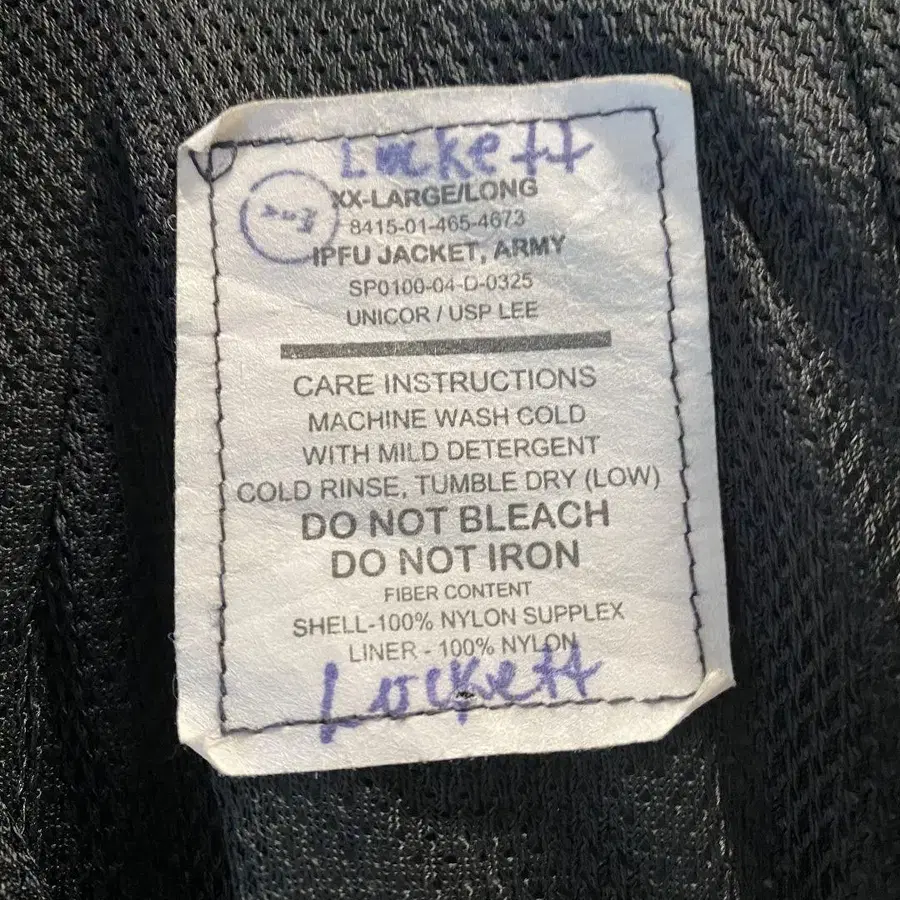 Lockett
XX-LARGE/LONG
8415-01-465-4673
IPFU JACKET, ARMY
SP0100-04-D-0325
UNICOR / USP LEE
CARE INSTRUCTIONS
MACHINE WASH COLD
WITH MILD DETERGENT
COLD RINSE, TUMBLE DRY (LOW)
DO NOT BLEACH
DO NOT IRON
FIBER CONTENT
SHELL-100% NYLON SUPPLEX
LINER - 100% NYLON
Lockett